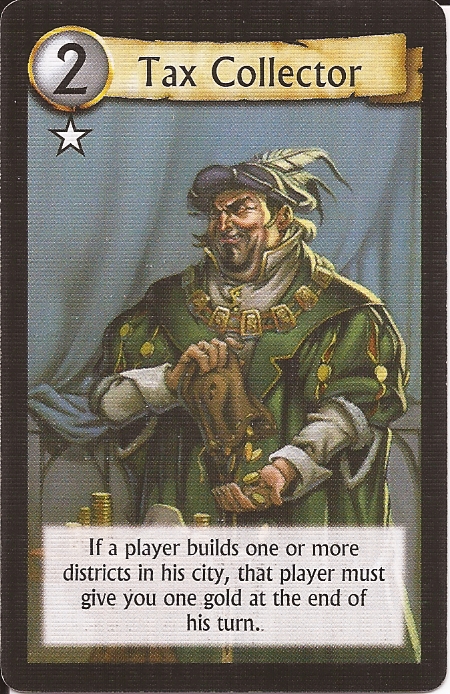 2
Tax Collector
If a player builds one or more
districts in his city, that player must
give you one gold at the end of
his turn.